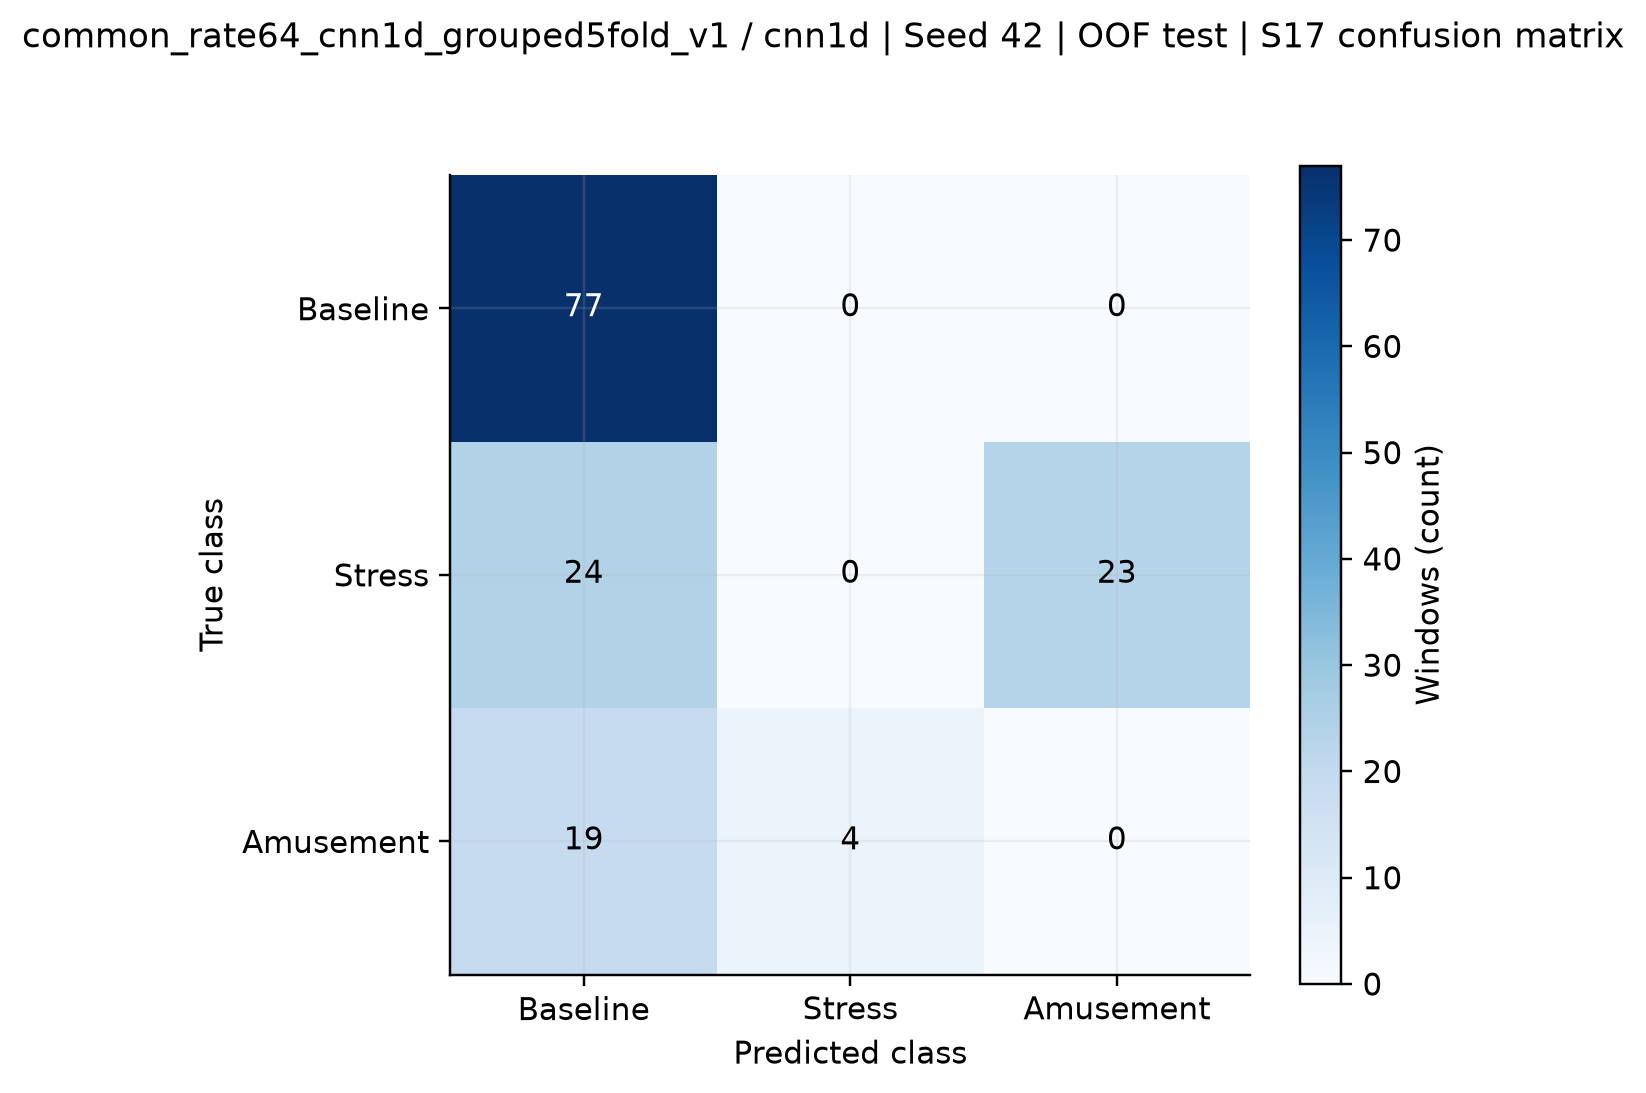 common_rate64_cnn1d_grouped5fold_v1 / cnn1d | Seed 42 | OOF test | S17 confusion matrix
Baseline
77
0
0
Stress
24
0
23
Amusement
19
4
0
Baseline
Stress
Amusement
Predicted class
True class
70
60
50
40
30
20
10
0
Windows (count)